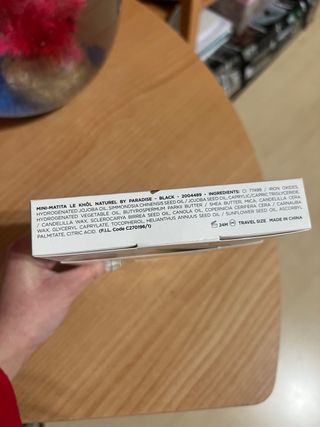 MINI-MATITA LE KHÔL NATUREL BY PARADISE - BLACK - 2004489 - INGREDIENTS: CI 77499 / IRON OXIDES,
HYDROGENATED JOJOBA OIL, SIMMONDSIA CHINENSIS SEED OIL / JOJOBA SEED OIL, CAPRYLIC/CAPRIC TRIGLYCERIDE,
HYDROGENATED VEGETABLE OIL, BUTYROSPERMUM PARKII BUTTER / SHEA BUTTER, MICA, CANDELILLA CERA
/ CANDELILLA WAX, SCLEROCARYA BIRREA SEED OIL, CANOLA OIL, COPERNICIA CERIFERA CERA / CARNAUBA
WAX, GLYCERYL CAPRYLATE, TOCOPHEROL, HELIANTHUS ANNUUS SEED OIL / SUNFLOWER SEED OIL, ASCORBYL
PALMITATE, CITRIC ACID. (F.I.L. Code C270196/1)
24M TRAVEL SIZE MADE IN CHINA